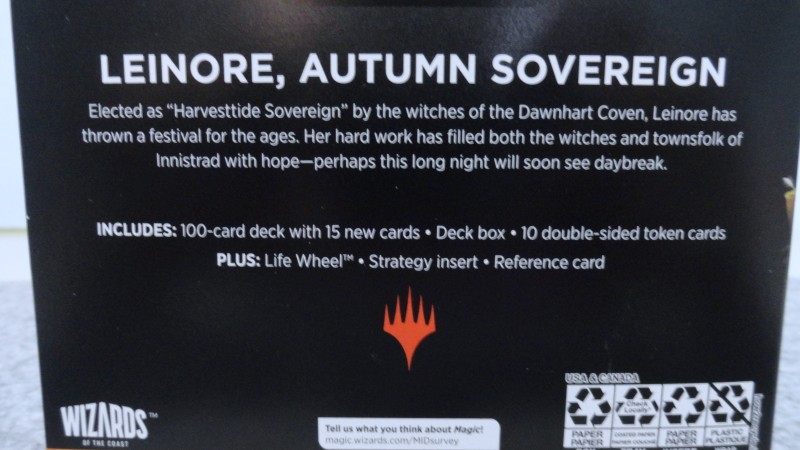 LEINORE, AUTUMN SOVEREIGN
Elected as “Harvesttide Sovereign” by the witches of the Dawnhart Coven, Leinore has
thrown a festival for the ages. Her hard work has filled both the witches and townsfolk of
Innistrad with hope—perhaps this long night will soon see daybreak.
INCLUDES: 100-card deck with 15 new cards • Deck box • 10 double-sided token cards
PLUS: Life Wheel™ • Strategy insert • Reference card
WIZARDS™
OF THE COAST
Tell us what you think about Magic!
magic.wizards.com/MIDsurvey
USA & CANADA
Check Locally*
PAPER COATED PAPER PAPER PLASTIC
PAPIER PAPIER COUCHÉ PAPIER PLASTIQUE